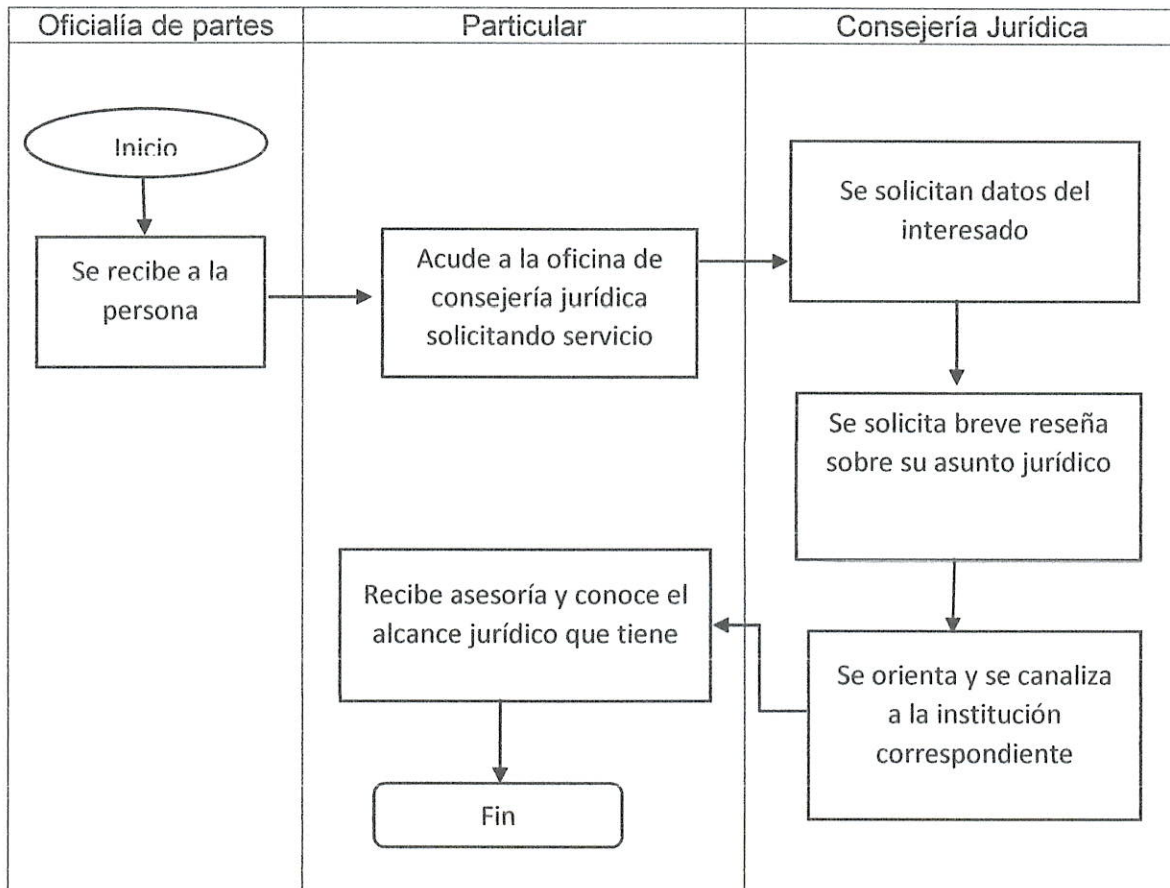 Oficialía de partes
Particular
Consejería Jurídica
Inicio
Se recibe a la
persona
Acude a la oficina de
consejería jurídica
solicitando servicio
Se solicitan datos del
interesado
Se solicita breve reseña
sobre su asunto jurídico
Se orienta y se canaliza
a la institución
correspondiente
Recibe asesoría y conoce el
alcance jurídico que tiene
Fin